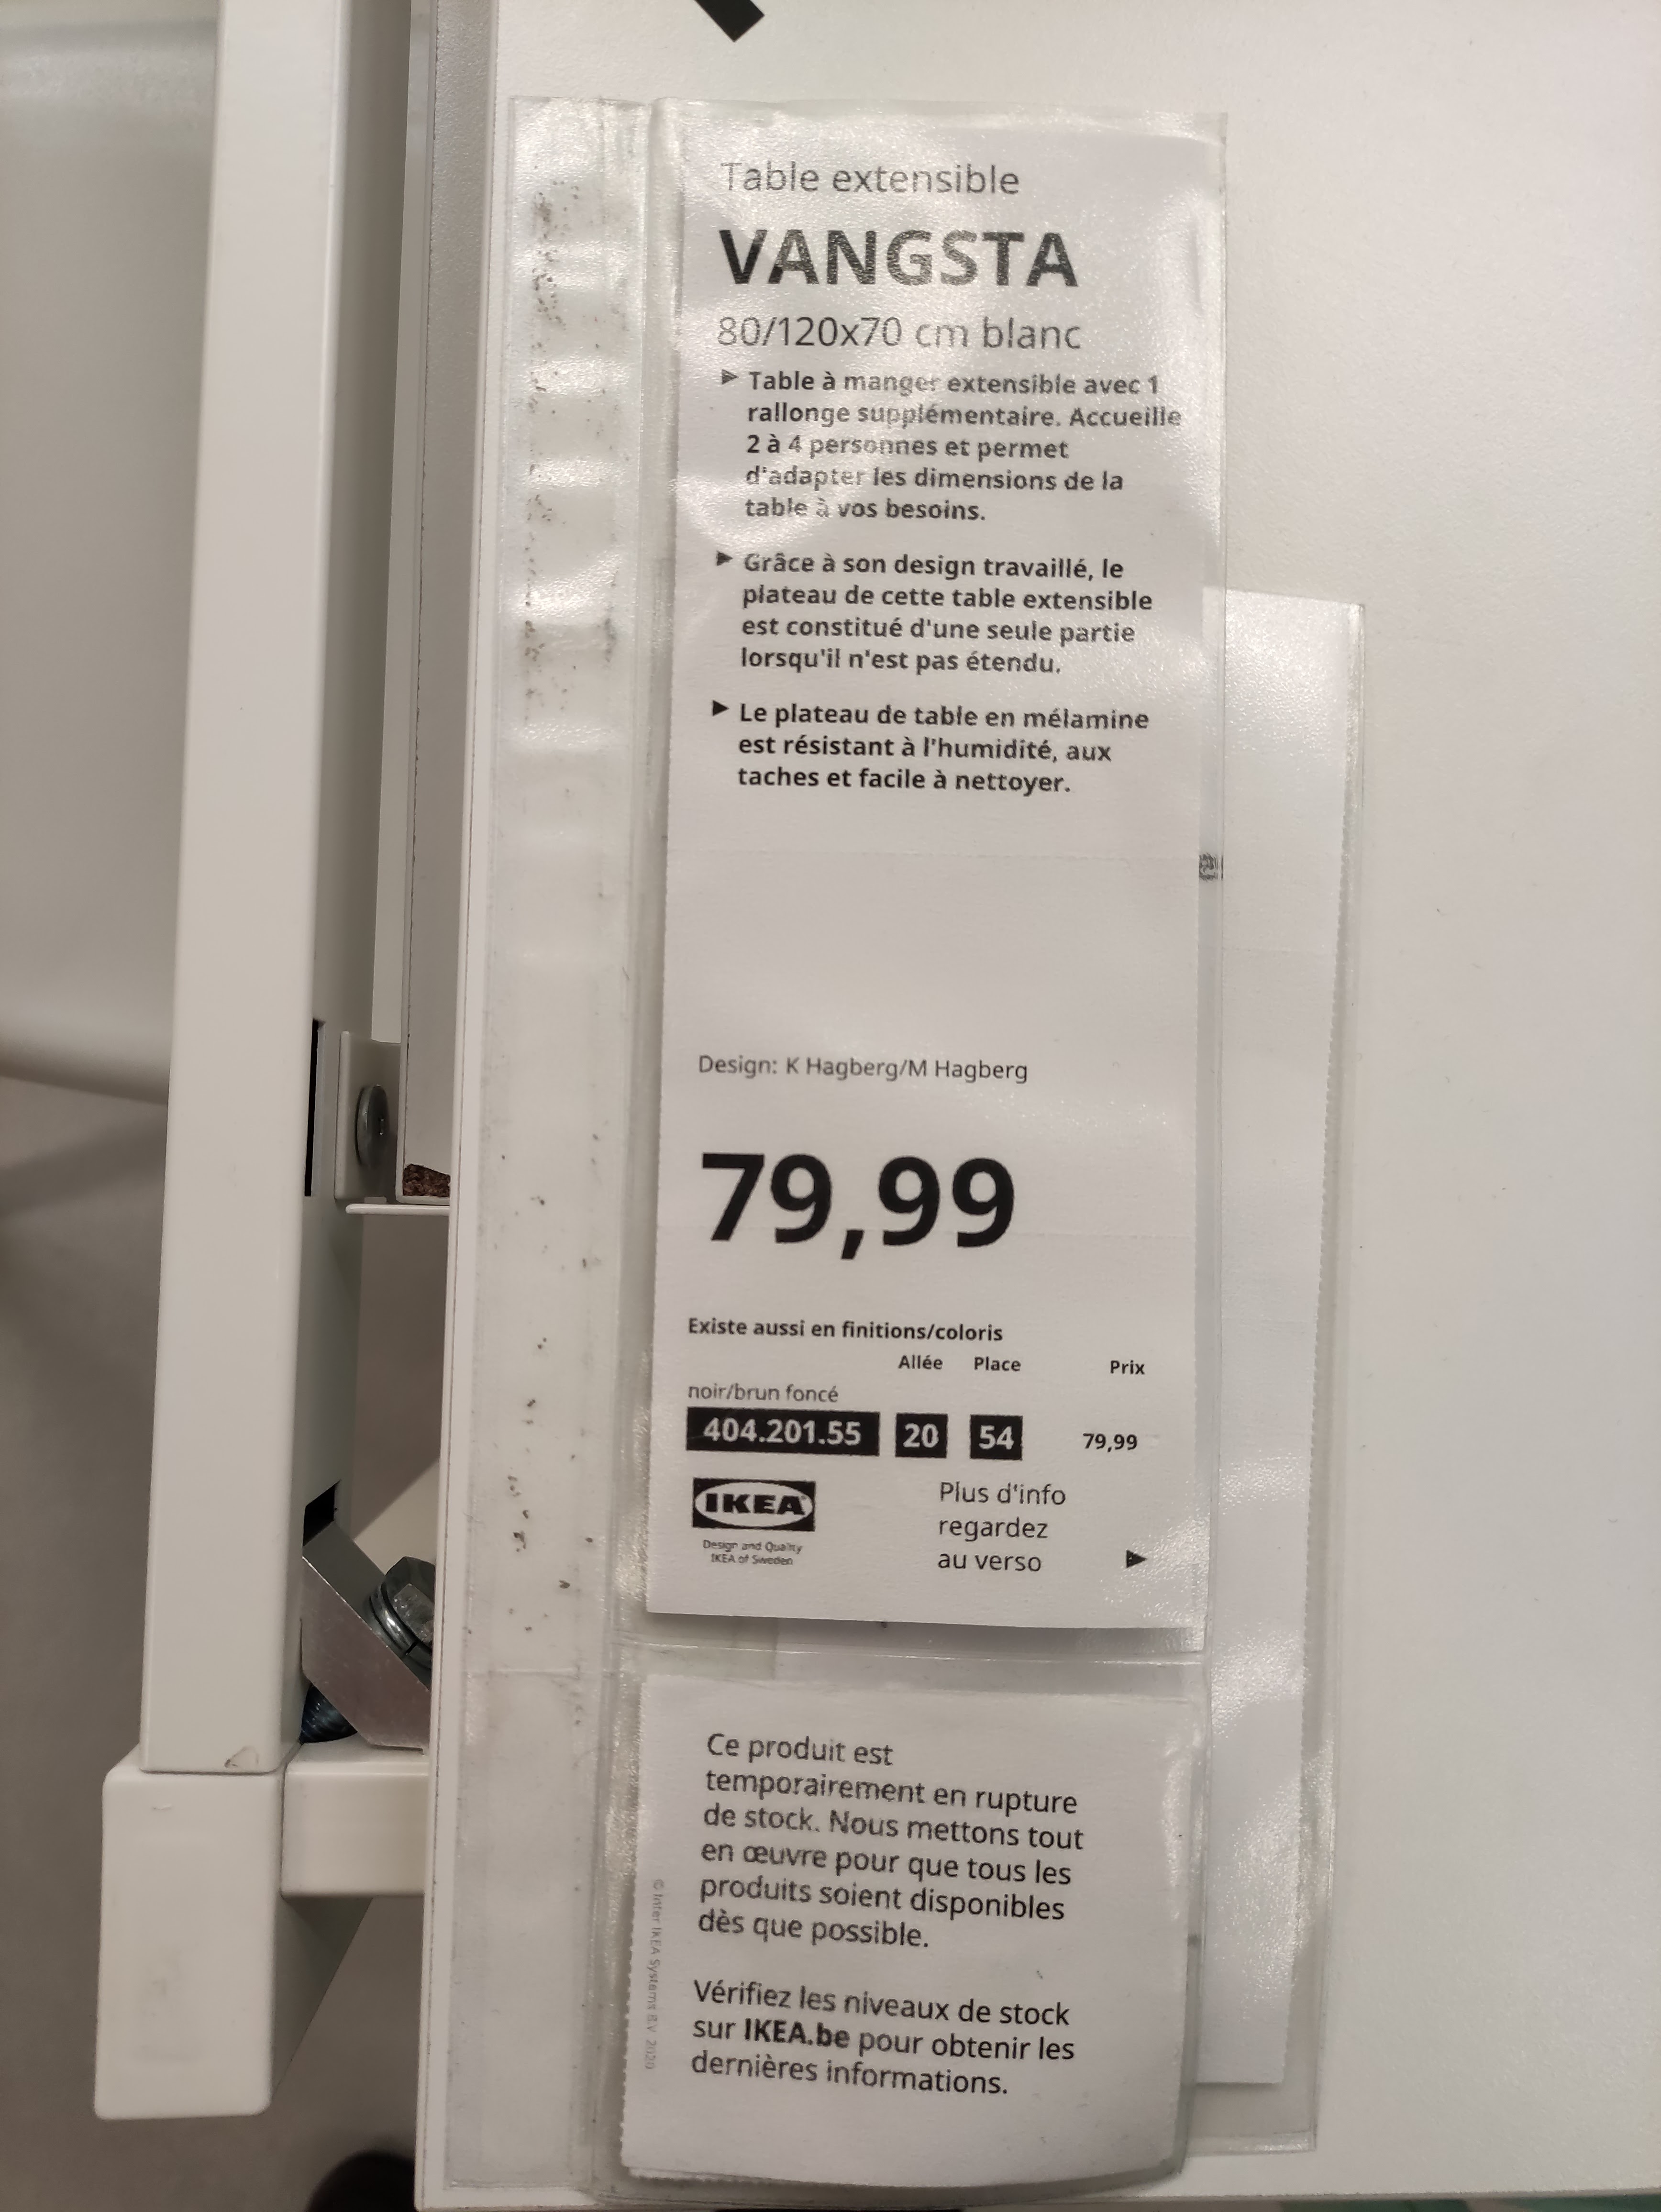 Table extensible
VANGSTA
80/120x70 cm blanc
► Table à manger extensible avec 1
rallonge supplémentaire. Accueille
2 à 4 personnes et permet
d'adapter les dimensions de la
table à vos besoins.
► Grâce à son design travaillé, le
plateau de cette table extensible
est constitué d'une seule partie
lorsqu'il n'est pas étendu.
► Le plateau de table en mélamine
est résistant à l'humidité, aux
taches et facile à nettoyer.
Design: K Hagberg/M Hagberg
79,99
Existe aussi en finitions/coloris
Allée Place Prix
noir/brun foncé
404.201.55 20 54 79,99
IKEA
Design and Quality
IKEA of Sweden
Plus d'info
regardez
au verso ►
Ce produit est
temporairement en rupture
de stock. Nous mettons tout
en œuvre pour que tous les
produits soient disponibles
dès que possible.
Vérifiez les niveaux de stock
sur IKEA.be pour obtenir les
dernières informations.
© Inter IKEA Systems B.V. 2020